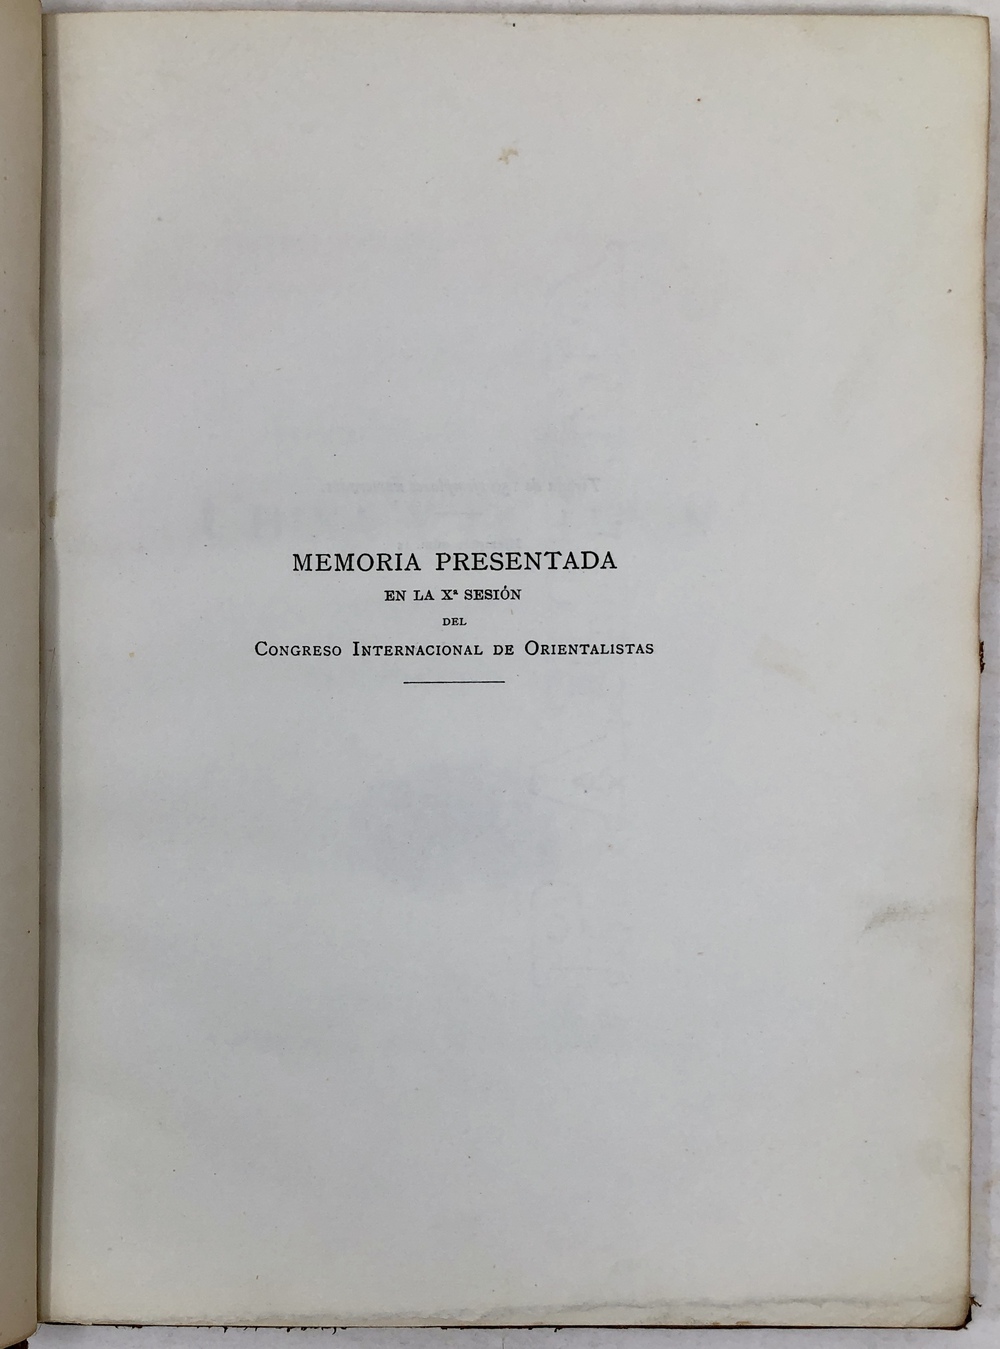 MEMORIA PRESENTADA
EN LA Xª SESIÓN
DEL
CONGRESO INTERNACIONAL DE ORIENTALISTAS